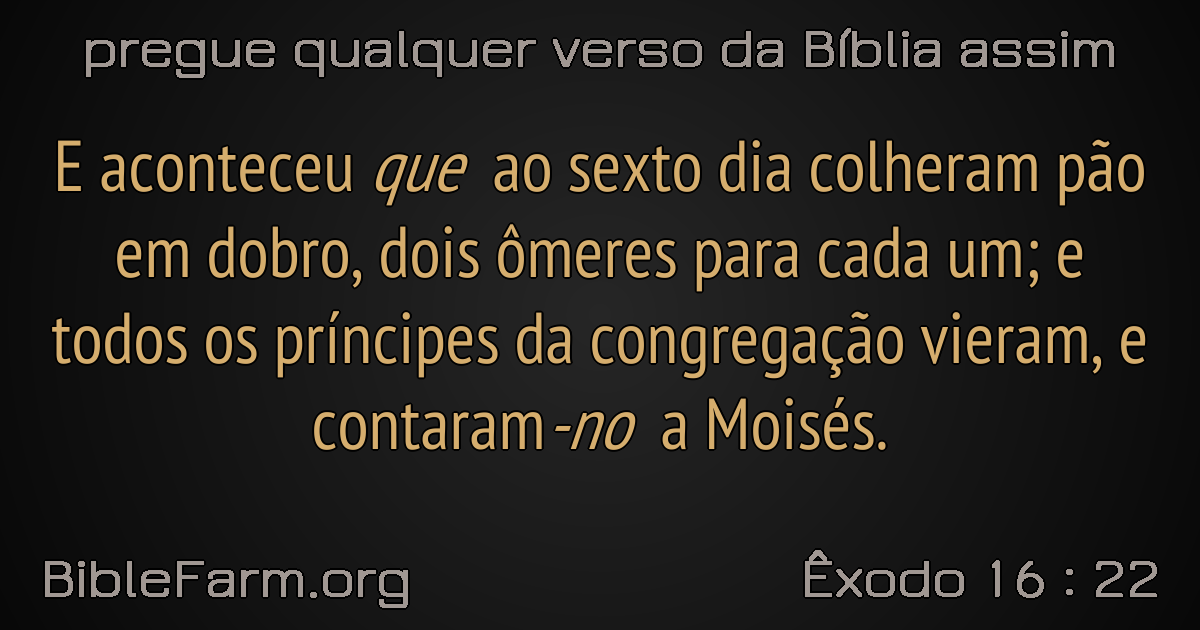 pregue qualquer verso da Bíblia assim
E aconteceu que ao sexto dia colheram pão
em dobro, dois ômeres para cada um; e
todos os príncipes da congregação vieram, e
contaram-no a Moisés.
BibleFarm.org
Êxodo 16 : 22